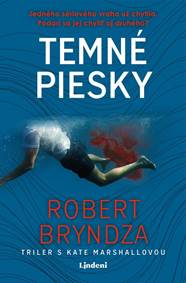 Jedného sériového vraha už chytila.
Podarí sa jej chytiť aj druhého?
TEMNÉ
PIESKY
ROBERT
BRYNDZA
TRILER S KATE MARSHALLOVOU
Lindeni